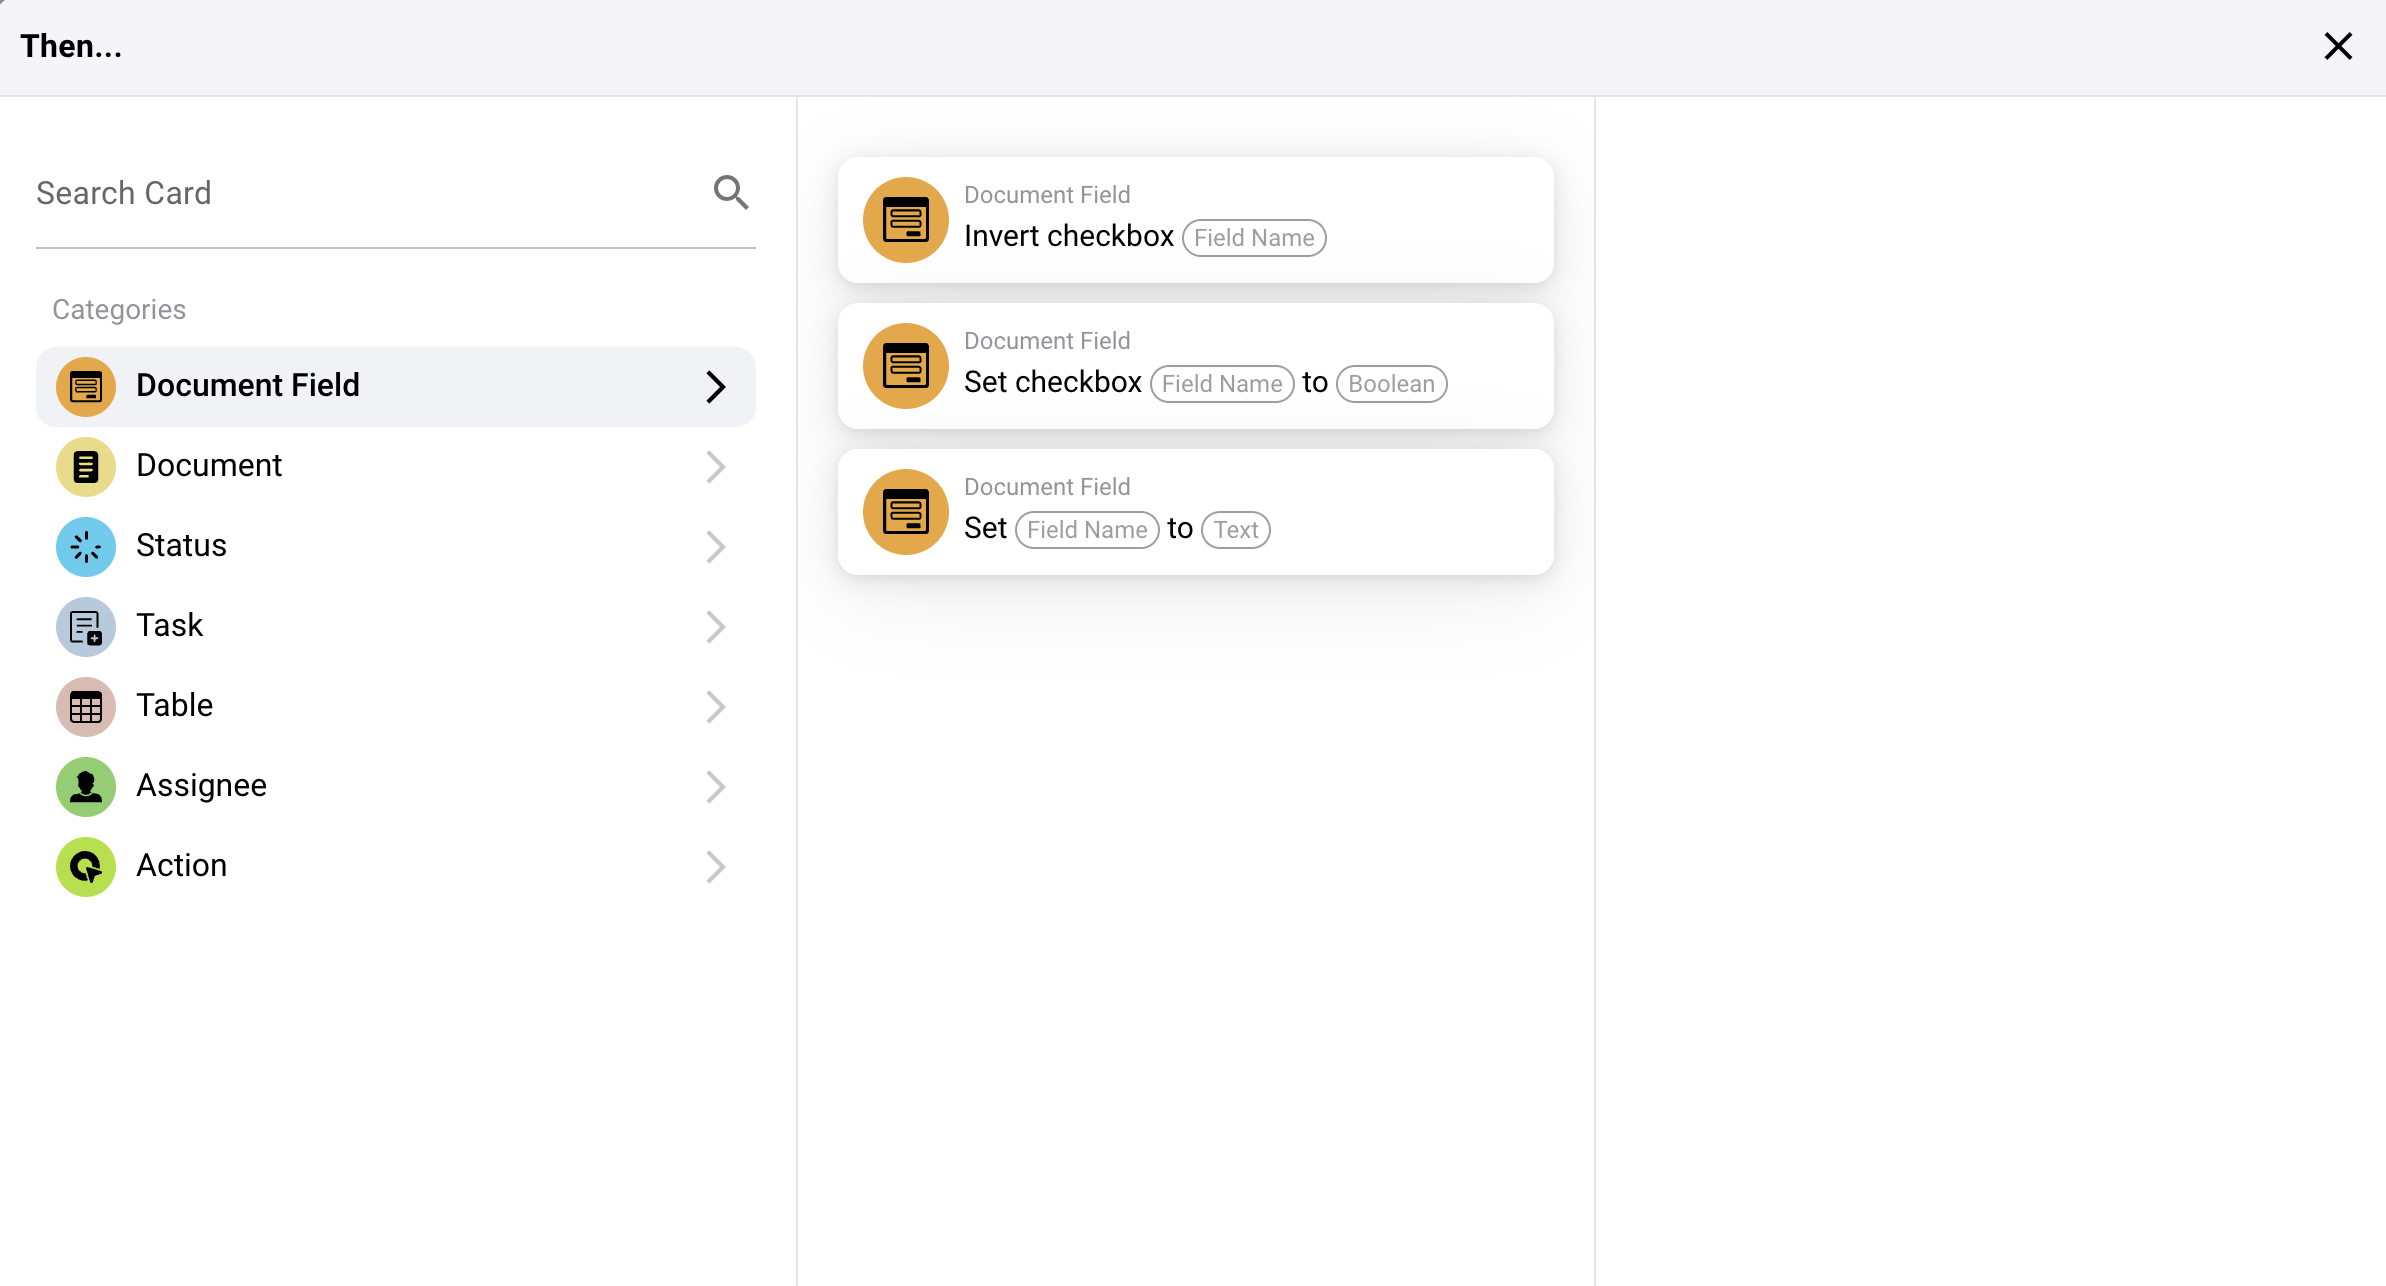 Then...
Search Card
Categories
Document Field
Document
Status
Task
Table
Assignee
Action
Document Field
Invert checkbox Field Name
Document Field
Set checkbox Field Name to Boolean
Document Field
Set Field Name to Text